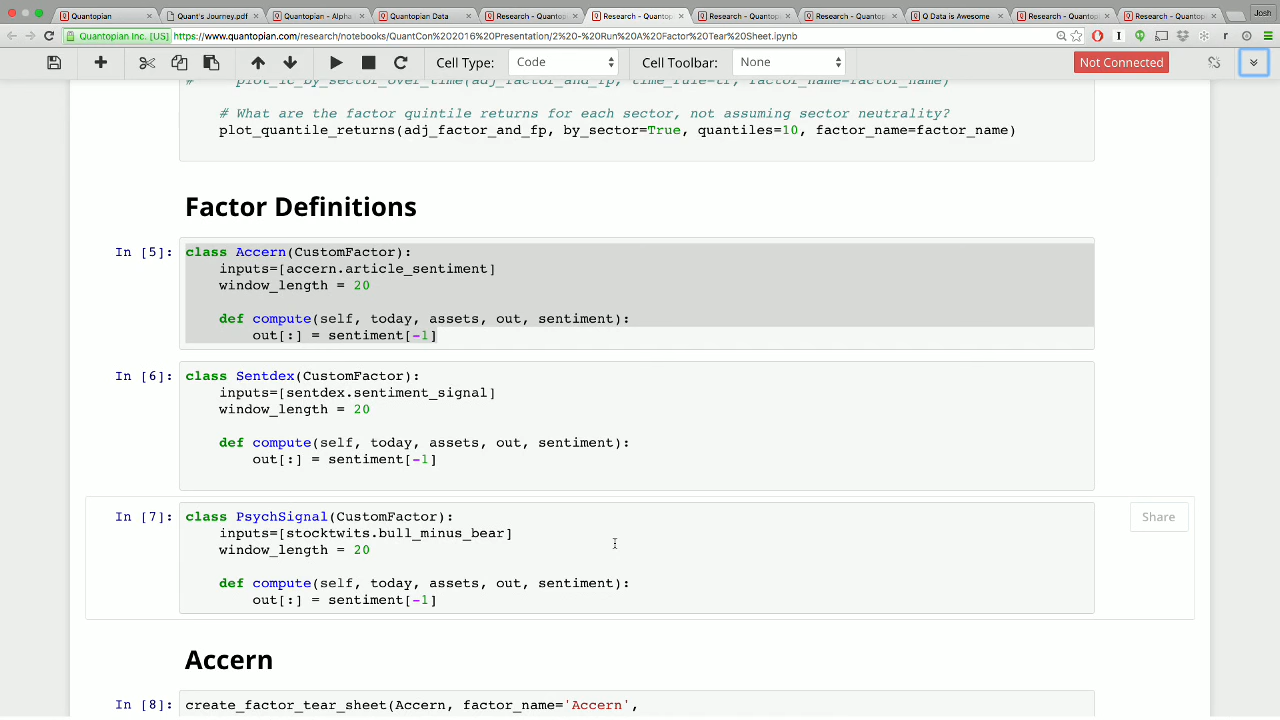 Quantopian
Quant's Journey.pdf
Quantopian - Alpha
Quantopian Data
Research - Quantop
Research - Quantop
Research - Quantop
Research - Quantop
Q Data is Awesome
Research - Quantop
Research - Quantop
Josh
Quantopian Inc. [US] https://www.quantopian.com/research/notebooks/QuantCon%202016%20Presentation/2%20-%20Run%20A%20Factor%20Tear%20Sheet.ipynb
Cell Type: Code Cell Toolbar: None Not Connected
# plot_ic_by_sector_over_time(adj_factor_and_fp, time_rule=tr, factor_name=factor_name)
# What are the factor quintile returns for each sector, not assuming sector neutrality?
plot_quantile_returns(adj_factor_and_fp, by_sector=True, quantiles=10, factor_name=factor_name)
Factor Definitions
In [5]: class Accern(CustomFactor):
inputs=[accern.article_sentiment]
window_length = 20
def compute(self, today, assets, out, sentiment):
out[:] = sentiment[-1]
In [6]: class Sentdex(CustomFactor):
inputs=[sentdex.sentiment_signal]
window_length = 20
def compute(self, today, assets, out, sentiment):
out[:] = sentiment[-1]
In [7]: class PsychSignal(CustomFactor): Share
inputs=[stocktwits.bull_minus_bear]
window_length = 20
def compute(self, today, assets, out, sentiment):
out[:] = sentiment[-1]
Accern
In [8]: create_factor_tear_sheet(Accern, factor_name='Accern',